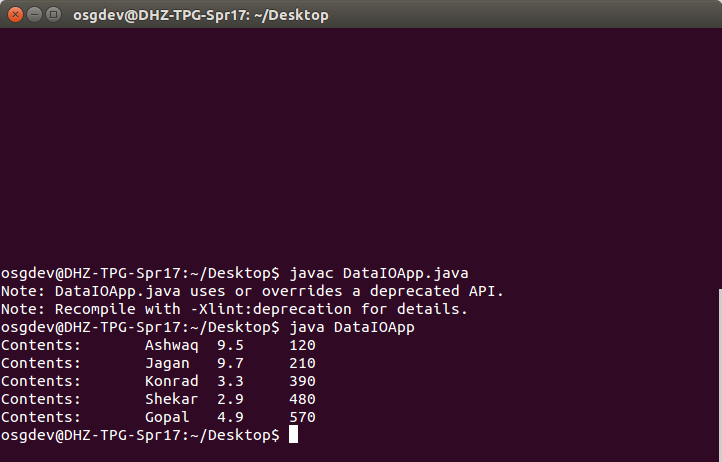 osgdev@DHZ-TPG-Spr17: ~/Desktop
osgdev@DHZ-TPG-Spr17:~/Desktop$ javac DataIOApp.java
Note: DataIOApp.java uses or overrides a deprecated API.
Note: Recompile with -Xlint:deprecation for details.
osgdev@DHZ-TPG-Spr17:~/Desktop$ java DataIOApp
Contents:       Ashwaq  9.5     120
Contents:       Jagan   9.7     210
Contents:       Konrad  3.3     390
Contents:       Shekar  2.9     480
Contents:       Gopal   4.9     570
osgdev@DHZ-TPG-Spr17:~/Desktop$